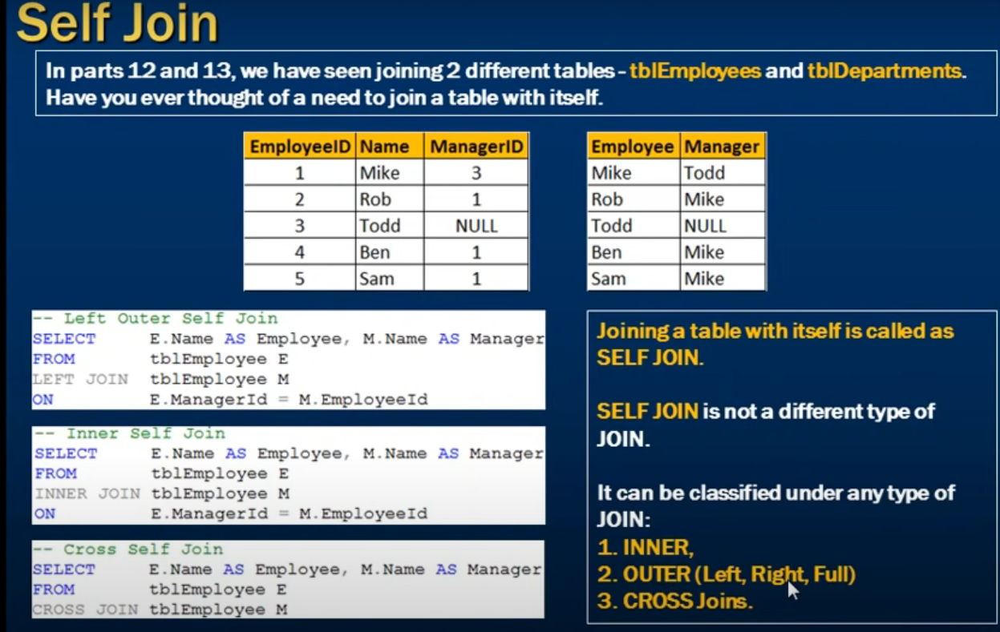 Self Join
In parts 12 and 13, we have seen joining 2 different tables - tblEmployees and tblDepartments.
Have you ever thought of a need to join a table with itself.
EmployeeID Name ManagerID
1 Mike 3
2 Rob 1
3 Todd NULL
4 Ben 1
5 Sam 1
Employee Manager
Mike Todd
Rob Mike
Todd NULL
Ben Mike
Sam Mike
-- Left Outer Self Join
SELECT E.Name AS Employee, M.Name AS Manager
FROM tblEmployee E
LEFT JOIN tblEmployee M
ON E.ManagerId = M.EmployeeId
-- Inner Self Join
SELECT E.Name AS Employee, M.Name AS Manager
FROM tblEmployee E
INNER JOIN tblEmployee M
ON E.ManagerId = M.EmployeeId
-- Cross Self Join
SELECT E.Name AS Employee, M.Name AS Manager
FROM tblEmployee E
CROSS JOIN tblEmployee M
Joining a table with itself is called as
SELF JOIN.
SELF JOIN is not a different type of
JOIN.
It can be classified under any type of
JOIN:
1. INNER,
2. OUTER (Left, Right, Full)
3. CROSS Joins.